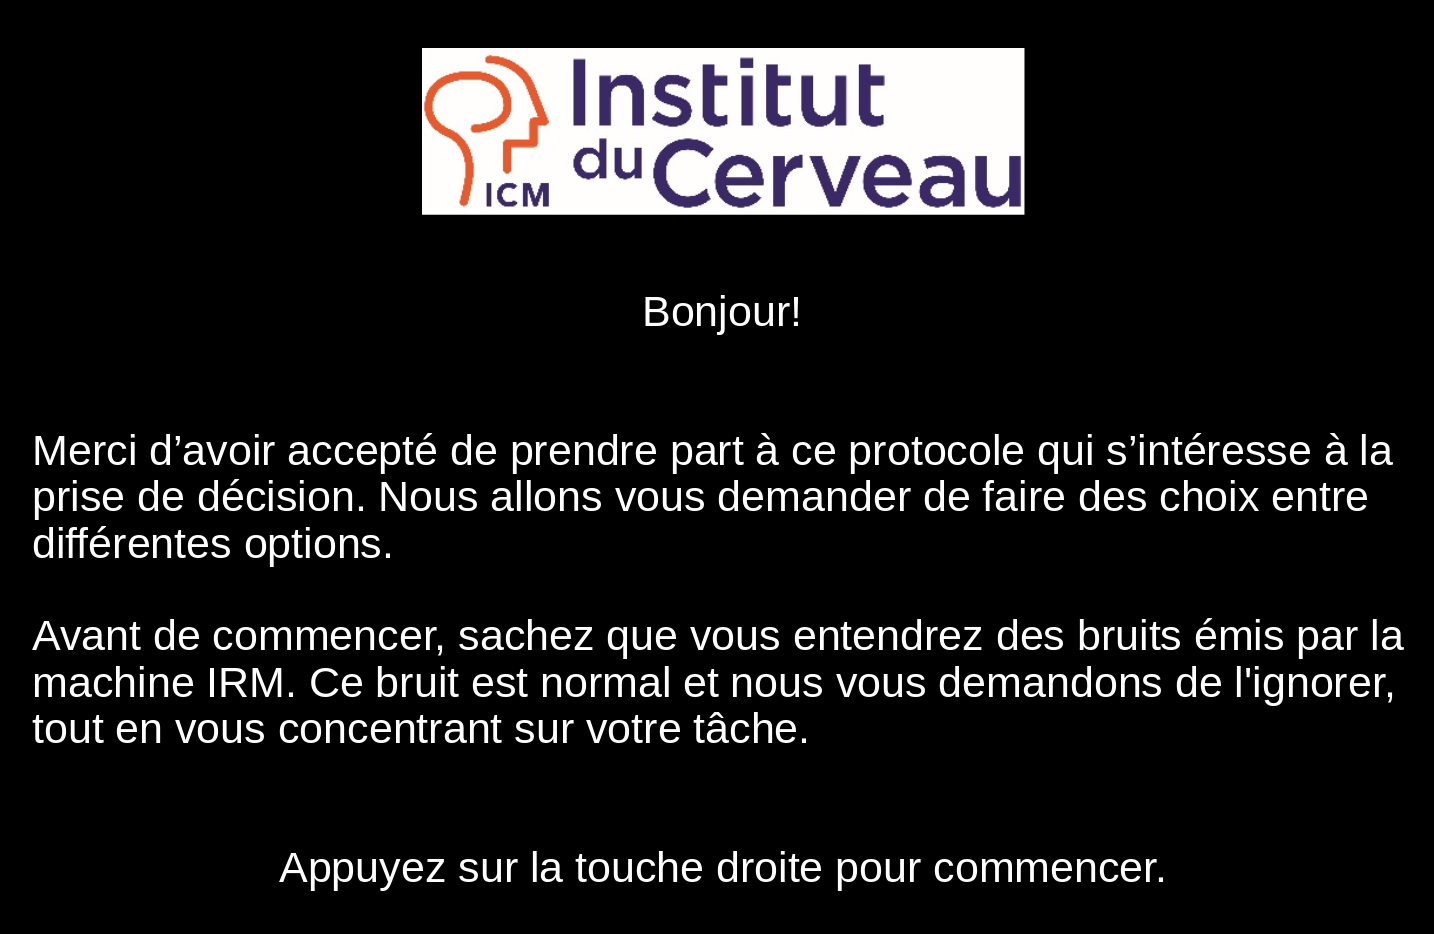 Institut
du Cerveau
ICM
Bonjour!
Merci d’avoir accepté de prendre part à ce protocole qui s’intéresse à la
prise de décision. Nous allons vous demander de faire des choix entre
différentes options.
Avant de commencer, sachez que vous entendrez des bruits émis par la
machine IRM. Ce bruit est normal et nous vous demandons de l'ignorer,
tout en vous concentrant sur votre tâche.
Appuyez sur la touche droite pour commencer.